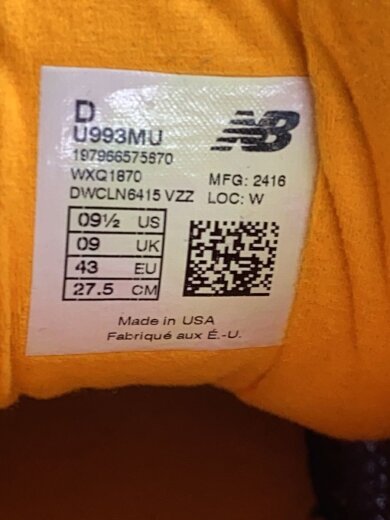 D
U993MU
197966575870
WXQ1870
DWCLN6415 VZZ
NB
MFG: 2416
LOC: W
09½ US
09 UK
43 EU
27.5 CM
Made in USA
Fabriqué aux É.-U.